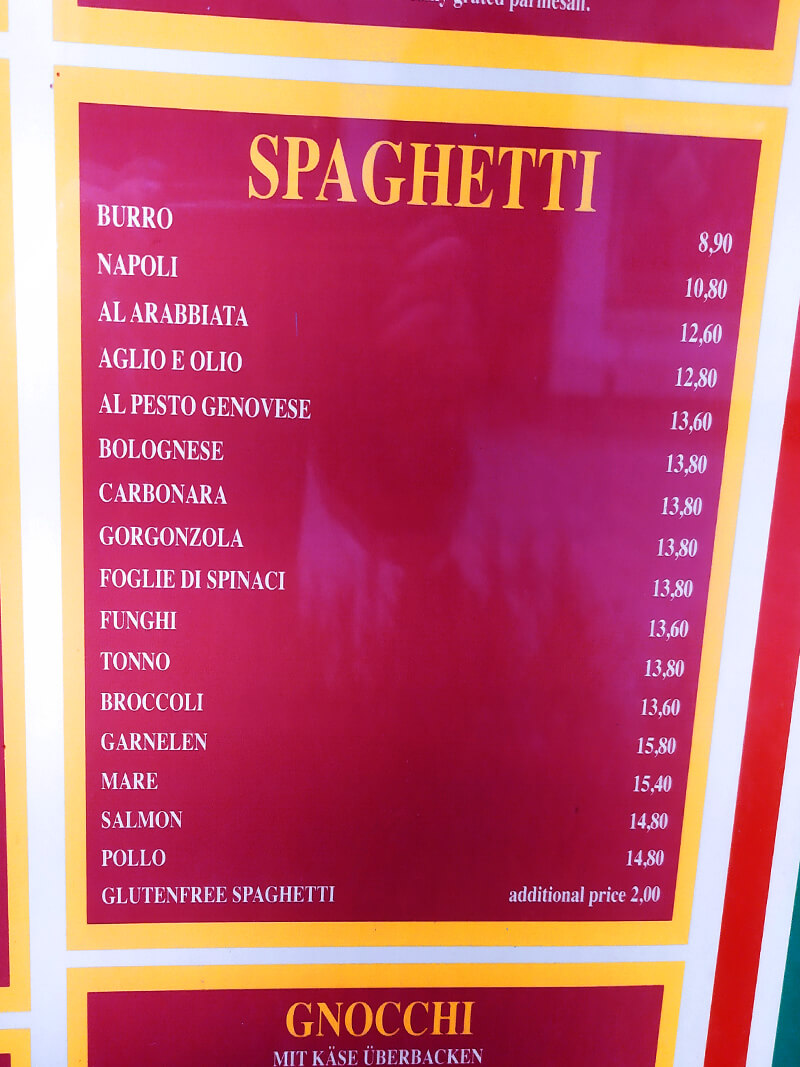 grated parmesan.
SPAGHETTI
BURRO 8,90
NAPOLI 10,80
AL ARABBIATA 12,60
AGLIO E OLIO 12,80
AL PESTO GENOVESE 13,60
BOLOGNESE 13,80
CARBONARA 13,80
GORGONZOLA 13,80
FOGLIE DI SPINACI 13,80
FUNGHI 13,60
TONNO 13,80
BROCCOLI 13,60
GARNELEN 15,80
MARE 15,40
SALMON 14,80
POLLO 14,80
GLUTENFREE SPAGHETTI additional price 2,00
GNOCCHI
MIT KÄSE ÜBERBACKEN